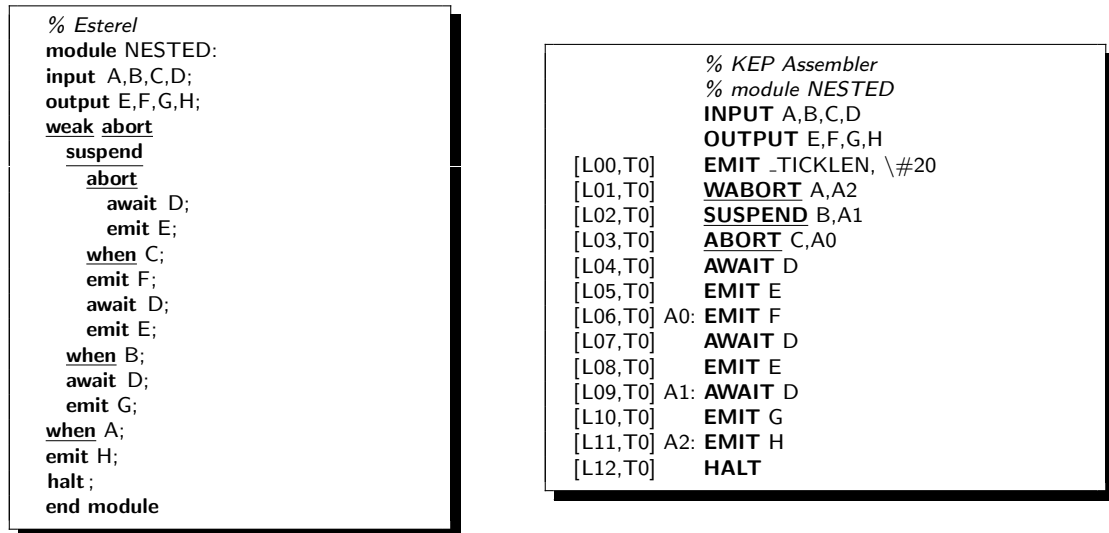 % Esterel
module NESTED:
input A,B,C,D;
output E,F,G,H;
weak abort
suspend
abort
await D;
emit E;
when C;
emit F;
await D;
emit E;
when B;
await D;
emit G;
when A;
emit H;
halt ;
end module
% KEP Assembler
% module NESTED
INPUT A,B,C,D
OUTPUT E,F,G,H
[L00,T0] EMIT _TICKLEN, \#20
[L01,T0] WABORT A,A2
[L02,T0] SUSPEND B,A1
[L03,T0] ABORT C,A0
[L04,T0] AWAIT D
[L05,T0] EMIT E
[L06,T0] A0: EMIT F
[L07,T0] AWAIT D
[L08,T0] EMIT E
[L09,T0] A1: AWAIT D
[L10,T0] EMIT G
[L11,T0] A2: EMIT H
[L12,T0] HALT